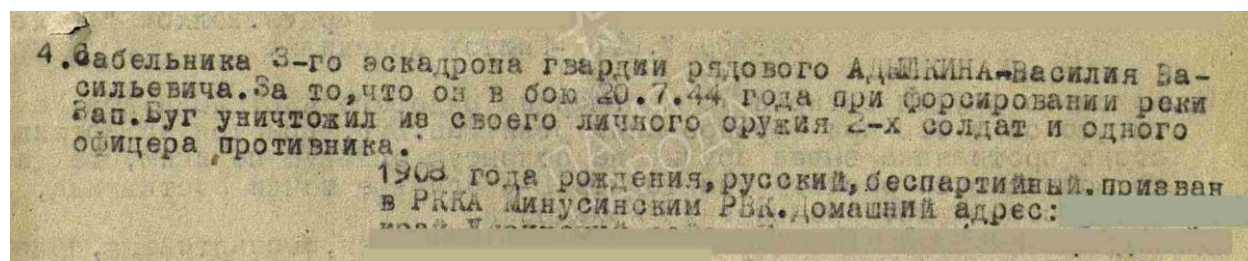 4. Сабельника 3-го эскадрона гвардии рядового АДЫШКИНА-Василия Ва-
сильевича.За то,что он в бою 20.7.44 года при форсировании реки
Зап.Буг уничтожил из своего личного оружия 2-х солдат и одного
офицера противника.
1908 года рождения,русский,беспартийный.призван
в РККА Минусинским РВК.Домашний адрес:
край